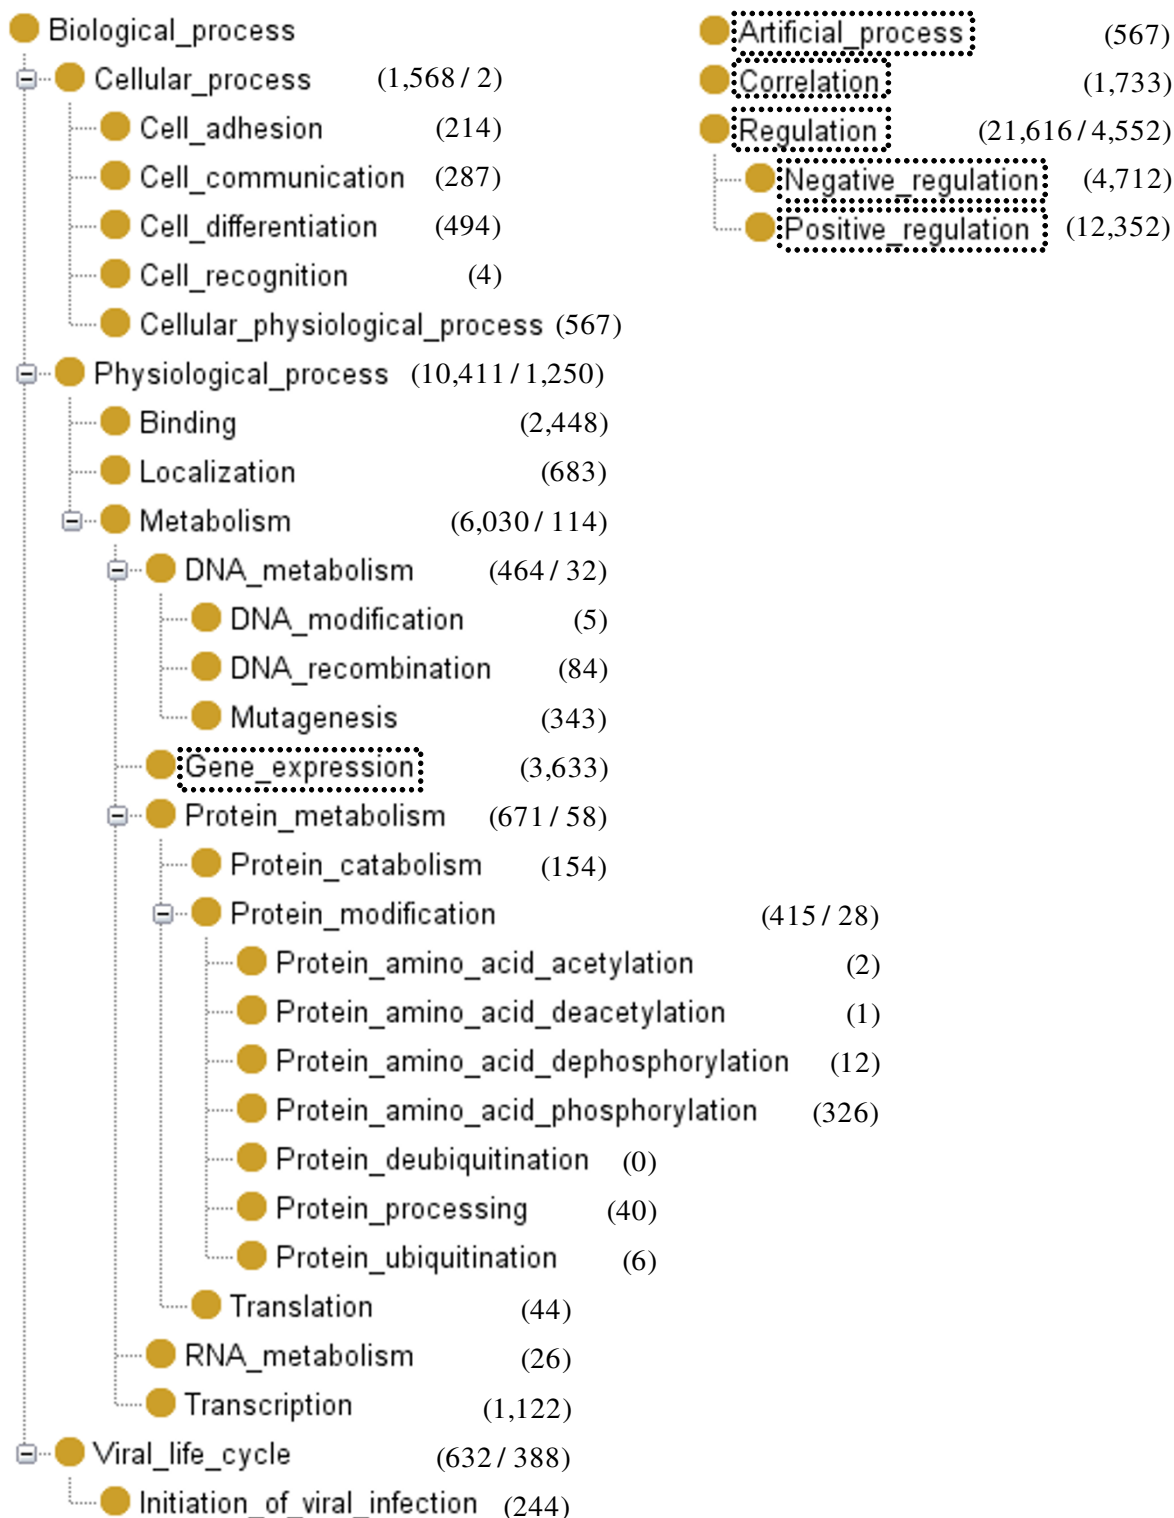 Biological_process
Cellular_process (1,568 / 2)
Cell_adhesion (214)
Cell_communication (287)
Cell_differentiation (494)
Cell_recognition (4)
Cellular_physiological_process (567)
Physiological_process (10,411 / 1,250)
Binding (2,448)
Localization (683)
Metabolism (6,030 / 114)
DNA_metabolism (464 / 32)
DNA_modification (5)
DNA_recombination (84)
Mutagenesis (343)
Gene_expression (3,633)
Protein_metabolism (671 / 58)
Protein_catabolism (154)
Protein_modification (415 / 28)
Protein_amino_acid_acetylation (2)
Protein_amino_acid_deacetylation (1)
Protein_amino_acid_dephosphorylation (12)
Protein_amino_acid_phosphorylation (326)
Protein_deubiquitination (0)
Protein_processing (40)
Protein_ubiquitination (6)
Translation (44)
RNA_metabolism (26)
Transcription (1,122)
Viral_life_cycle (632 / 388)
Initiation_of_viral_infection (244)
Artificial_process (567)
Correlation (1,733)
Regulation (21,616 / 4,552)
Negative_regulation (4,712)
Positive_regulation (12,352)